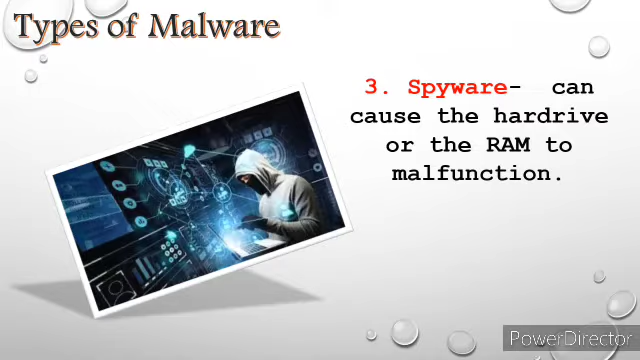 Types of Malware
3. Spyware-  can
cause the hardrive
or the RAM to
malfunction.
PowerDirector